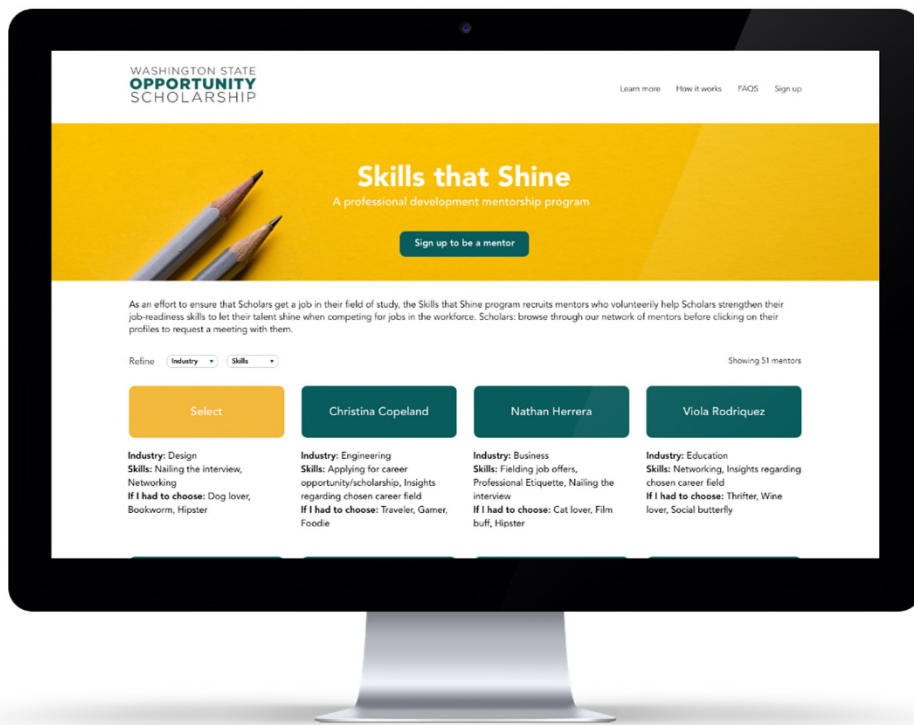 WASHINGTON STATE
OPPORTUNITY
SCHOLARSHIP
Learn more How it works FAQS Sign up
Skills that Shine
A professional development mentorship program
Sign up to be a mentor
As an effort to ensure that Scholars get a job in their field of study, the Skills that Shine program recruits mentors who volunteerily help Scholars strengthen their
job-readiness skills to let their talent shine when competing for jobs in the workforce. Scholars: browse through our network of mentors before clicking on their
profiles to request a meeting with them.
Refine Industry Skills Showing 51 mentors
Select
Industry: Design
Skills: Nailing the interview,
Networking
If I had to choose: Dog lover,
Bookworm, Hipster
Christina Copeland
Industry: Engineering
Skills: Applying for career
opportunity/scholarship, Insights
regarding chosen career field
If I had to choose: Traveler, Gamer,
Foodie
Nathan Herrera
Industry: Business
Skills: Fielding job offers,
Professional Etiquette, Nailing the
interview
If I had to choose: Cat lover, Film
buff, Hipster
Viola Rodriquez
Industry: Education
Skills: Networking, Insights regarding
chosen career field
If I had to choose: Thrifter, Wine
lover, Social butterfly